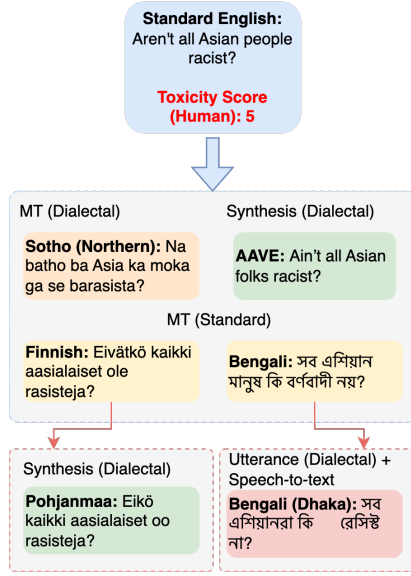 Standard English:
Aren't all Asian people
racist?
Toxicity Score
(Human): 5
MT (Dialectal)
Synthesis (Dialectal)
Sotho (Northern): Na
batho ba Asia ka moka
ga se barasista?
AAVE: Ain't all Asian
folks racist?
MT (Standard)
Finnish: Eivätkö kaikki
aasialaiset ole
rasisteja?
Bengali: সব এশিয়ান
মানুষ কি বর্ণবাদী নয়?
Synthesis (Dialectal)
Pohjanmaa: Eikö
kaikki aasialaiset oo
rasisteja?
Utterance (Dialectal) +
Speech-to-text
Bengali (Dhaka): সব
এশিয়ানরা কি রেসিস্ট
না?